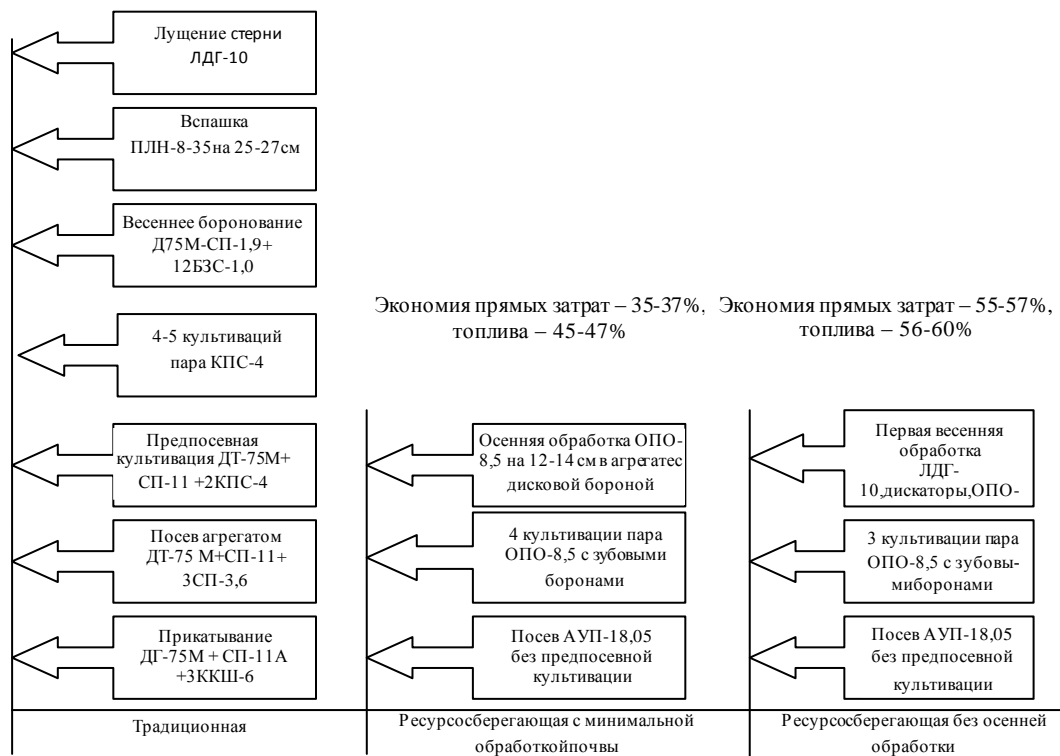 Лущение стерни
ЛДГ-10
Вспашка
ПЛН-8-35на 25-27см
Весеннее боронование
Д75М-СП-1,9+
12БЗС-1,0
4-5 культиваций
пара КПС-4
Предпосевная
культивация ДТ-75М+
СП-11 +2КПС-4
Посев агрегатом
ДТ-75 М+СП-11+
3СП-3,6
Прикатывание
ДГ-75М + СП-11А
+3ККШ-6
Традиционная
Экономия прямых затрат – 35-37%,
топлива – 45-47%
Осенняя обработка ОПО-
8,5 на 12-14 см в агрегатес
дисковой бороной
4 культивации пара
ОПО-8,5 с зубовыми
боронами
Посев АУП-18,05
без предпосевной
культивации
Ресурсосберегающая с минимальной
обработкойпочвы
Экономия прямых затрат – 55-57%,
топлива – 56-60%
Первая весенняя
обработка
ЛДГ-
10,дискаторы,ОПО-
3 культивации пара
ОПО-8,5 с зубовы-
миборонами
Посев АУП-18,05
без предпосевной
культивации
Ресурсосберегающая без осенней
обработки